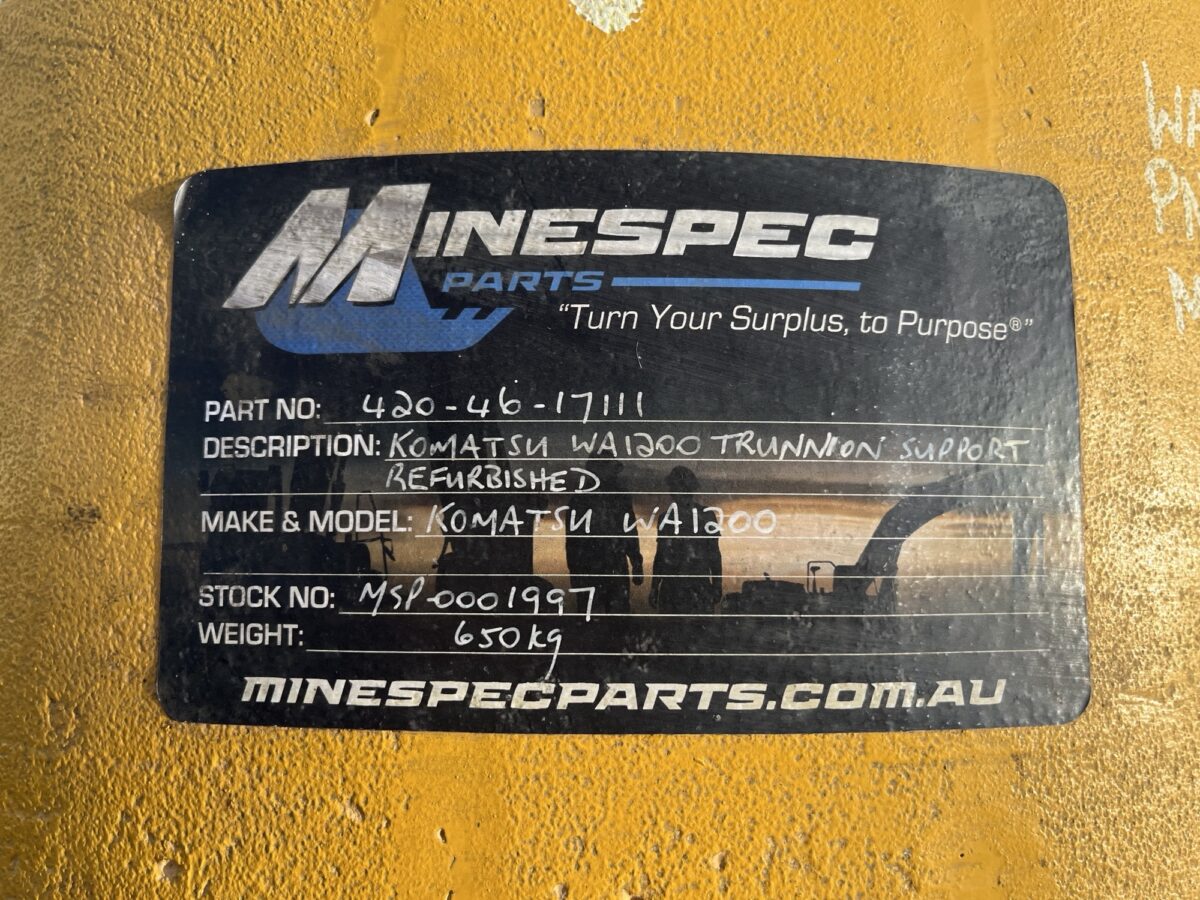 MINESPEC
PARTS
“Turn Your Surplus, to Purpose®”
PART NO: 420-46-17111
DESCRIPTION: KOMATSU WA1200 TRUNNION SUPPORT
REFURBISHED
MAKE & MODEL: KOMATSU WA1200
STOCK NO: MSP-0001997
WEIGHT: 650kg
MINESPECPARTS.COM.AU